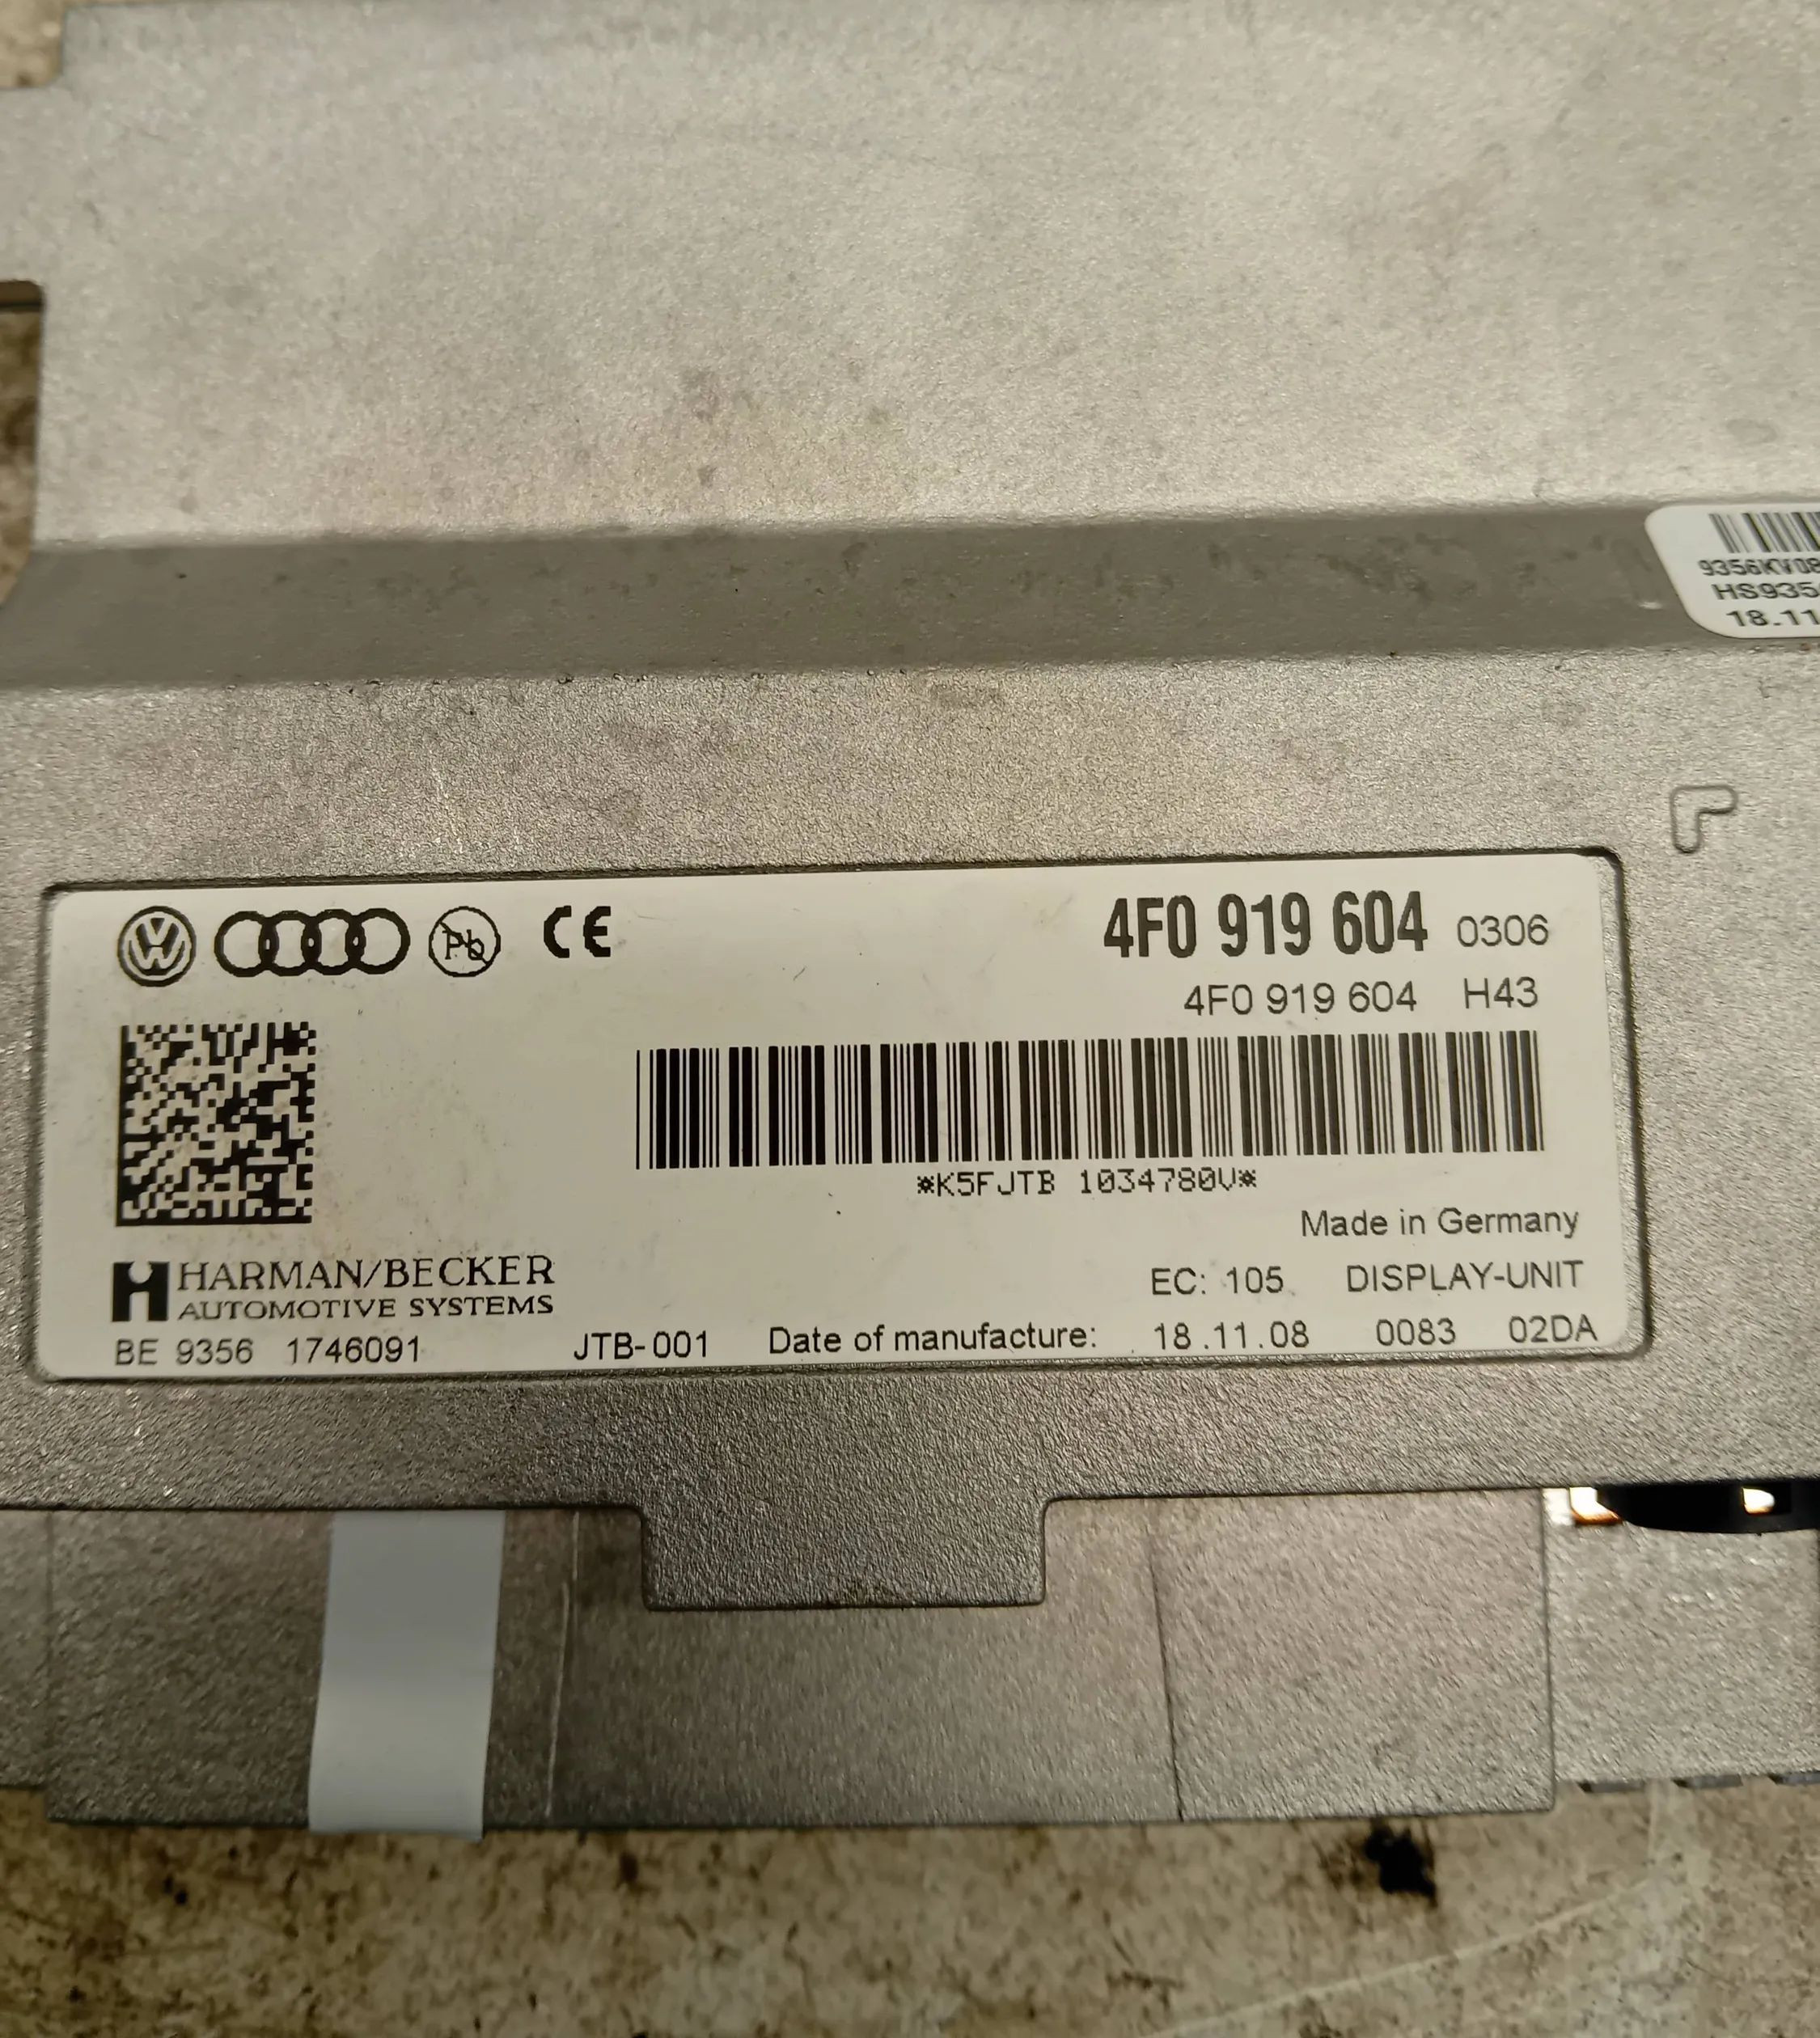 9356KV08
HS935
18.11
Pb CE
4F0 919 604 0306
4F0 919 604 H43
*K5FJTB 1034780V*
Made in Germany
HARMAN/BECKER
AUTOMOTIVE SYSTEMS
EC: 105 DISPLAY-UNIT
BE 9356 1746091 JTB-001 Date of manufacture: 18.11.08 0083 02DA